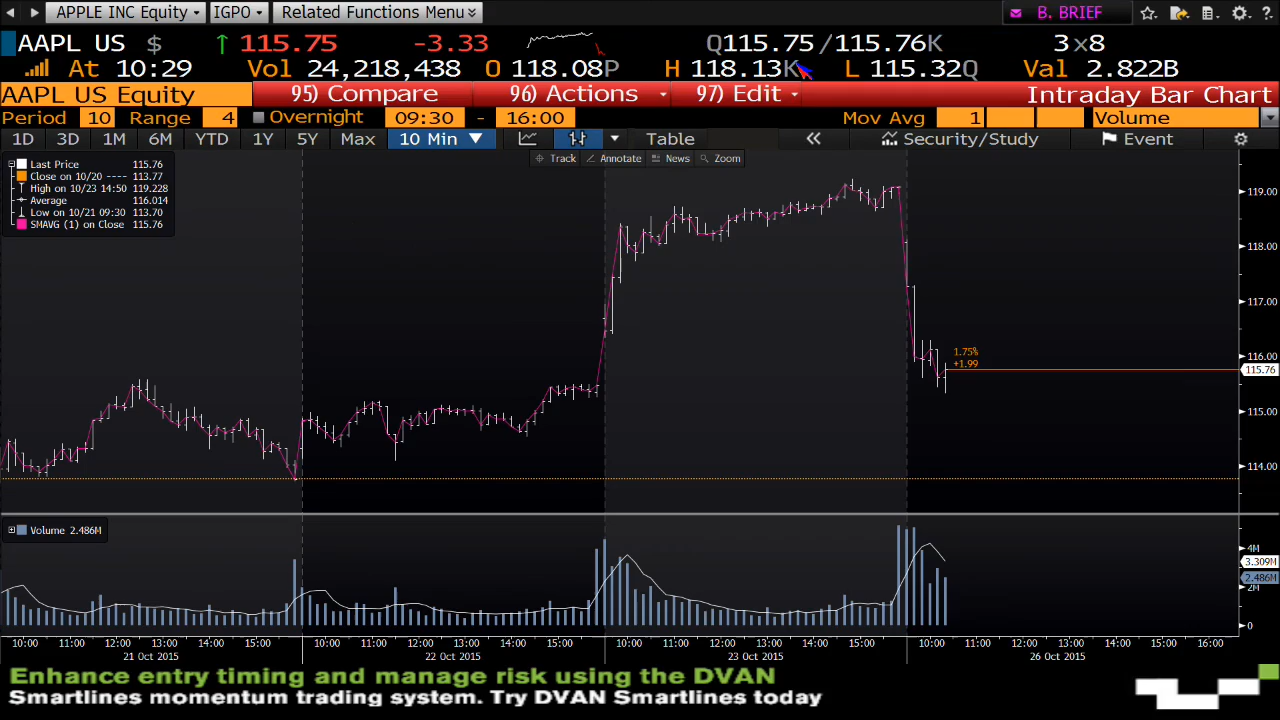 APPLE INC Equity IGPO Related Functions Menu B. BRIEF ?
AAPL US $ ↑ 115.75 -3.33 Q115.75/115.76K 3x8
At 10:29 Vol 24,218,438 O 118.08P H 118.13K L 115.32Q Val 2.822B
AAPL US Equity 95) Compare 96) Actions 97) Edit Intraday Bar Chart
Period 10 Range 4 Overnight 09:30 - 16:00 Mov Avg 1 Volume
1D 3D 1M 6M YTD 1Y 5Y Max 10 Min Table Security/Study Event
Track Annotate News Zoom
Last Price 115.76
Close on 10/20 ---- 113.77
High on 10/23 14:50 119.228
Average 116.014
Low on 10/21 09:30 113.70
SMAVG (1) on Close 115.76
119.00
118.00
117.00
116.00
1.75%
+1.99
115.76
115.00
114.00
Volume 2.486M
4M
3.309M
2.486M
2M
0
10:00 11:00 12:00 13:00 14:00 15:00 10:00 11:00 12:00 13:00 14:00 15:00 10:00 11:00 12:00 13:00 14:00 15:00 10:00 11:00 12:00 13:00 14:00 15:00 16:00
21 Oct 2015 22 Oct 2015 23 Oct 2015 26 Oct 2015
Enhance entry timing and manage risk using the DVAN
Smartlines momentum trading system. Try DVAN Smartlines today